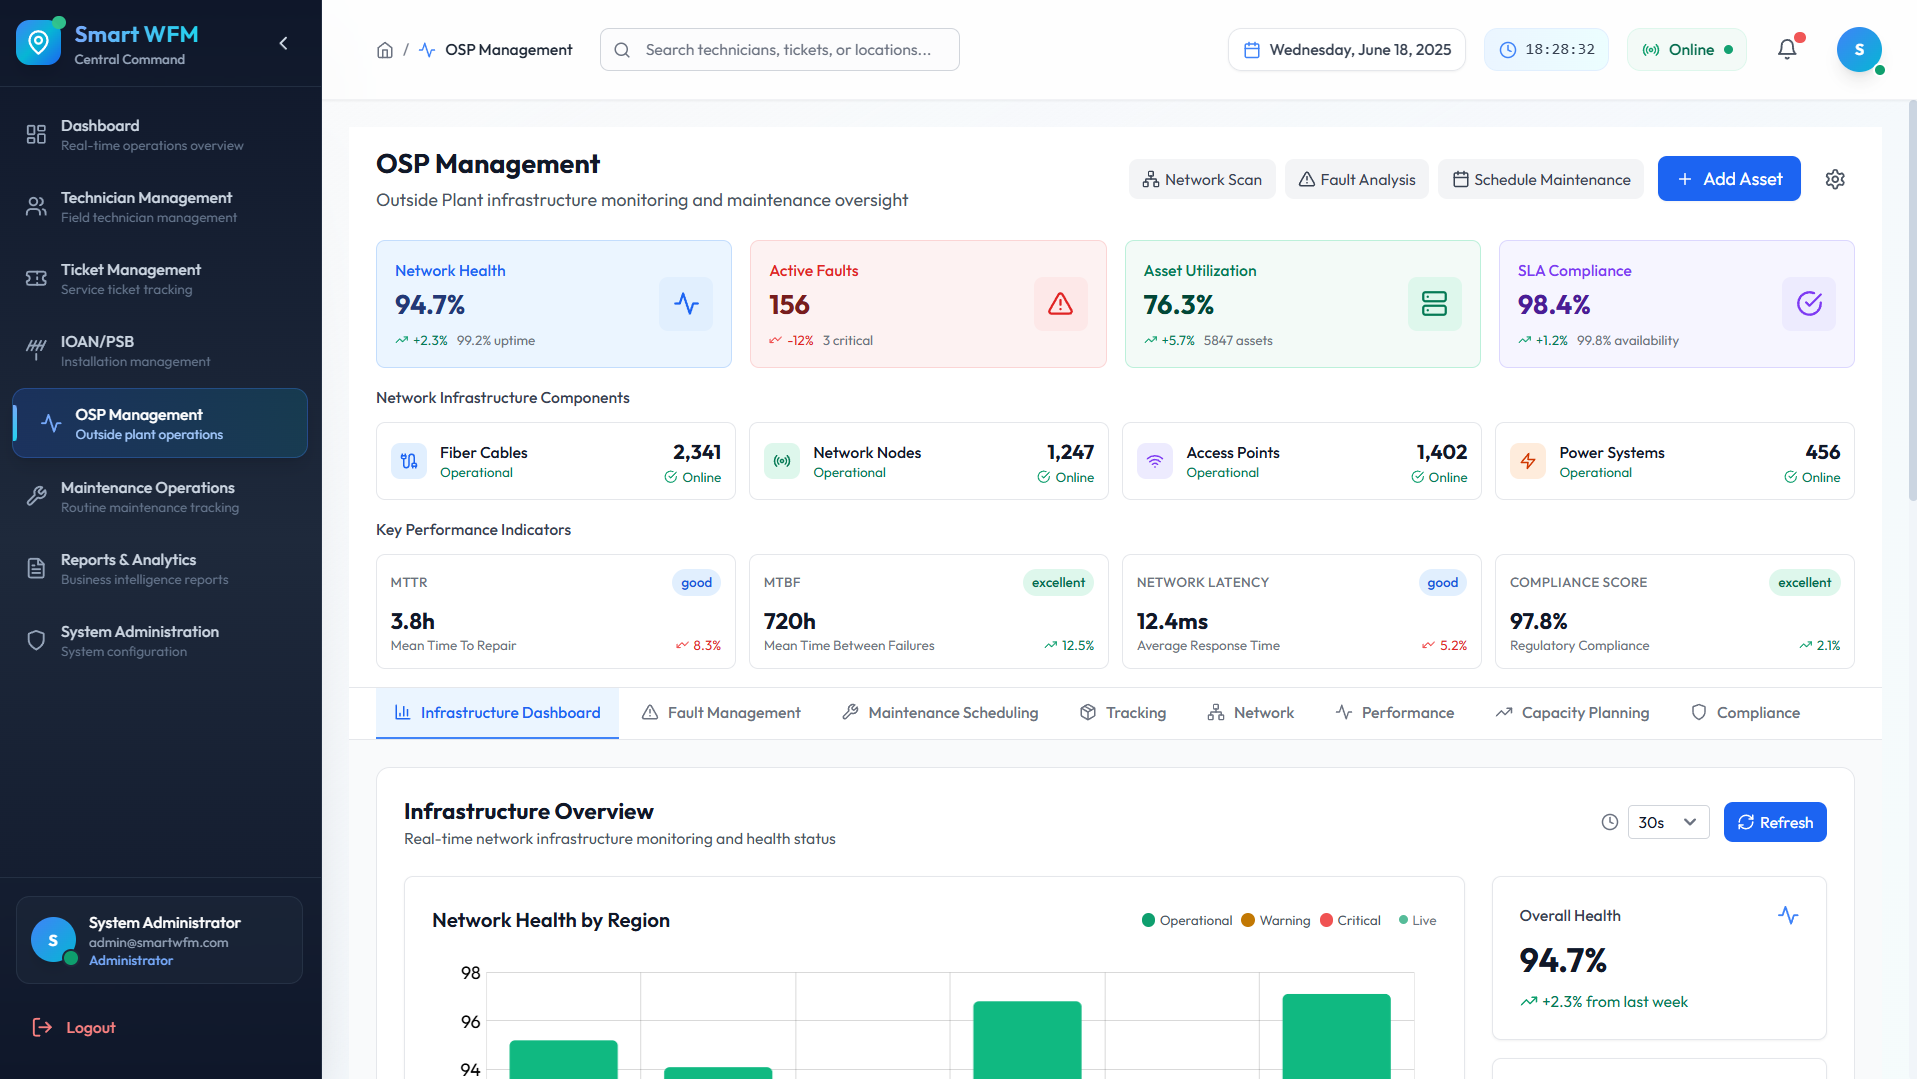 Smart WFM
Central Command
Dashboard
Real-time operations overview
Technician Management
Field technician management
Ticket Management
Service ticket tracking
IOAN/PSB
Installation management
OSP Management
Outside plant operations
Maintenance Operations
Routine maintenance tracking
Reports & Analytics
Business intelligence reports
System Administration
System configuration
S
System Administrator
admin@smartwfm.com
Administrator
Logout
/ OSP Management
Search technicians, tickets, or locations...
Wednesday, June 18, 2025
18:28:32
Online
S
OSP Management
Outside Plant infrastructure monitoring and maintenance oversight
Network Scan
Fault Analysis
Schedule Maintenance
Add Asset
Network Health
94.7%
+2.3% 99.2% uptime
Active Faults
156
-12% 3 critical
Asset Utilization
76.3%
+5.7% 5847 assets
SLA Compliance
98.4%
+1.2% 99.8% availability
Network Infrastructure Components
Fiber Cables
Operational
2,341
Online
Network Nodes
Operational
1,247
Online
Access Points
Operational
1,402
Online
Power Systems
Operational
456
Online
Key Performance Indicators
MTTR
good
3.8h
Mean Time To Repair
8.3%
MTBF
excellent
720h
Mean Time Between Failures
12.5%
NETWORK LATENCY
good
12.4ms
Average Response Time
5.2%
COMPLIANCE SCORE
excellent
97.8%
Regulatory Compliance
2.1%
Infrastructure Dashboard
Fault Management
Maintenance Scheduling
Tracking
Network
Performance
Capacity Planning
Compliance
Infrastructure Overview
Real-time network infrastructure monitoring and health status
30s
Refresh
Network Health by Region
Operational
Warning
Critical
Live
98
96
94
Overall Health
94.7%
+2.3% from last week